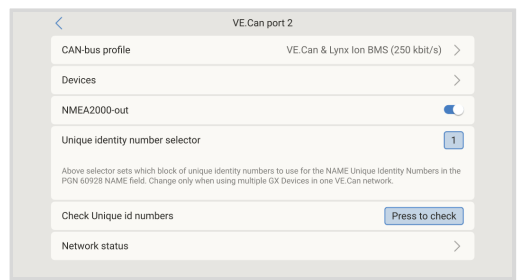 VE.Can port 2
CAN-bus profile VE.Can & Lynx Ion BMS (250 kbit/s)
Devices
NMEA2000-out
Unique identity number selector 1
Above selector sets which block of unique identity numbers to use for the NAME Unique Identity Numbers in the
PGN 60928 NAME field. Change only when using multiple GX Devices in one VE.Can network.
Check Unique id numbers Press to check
Network status